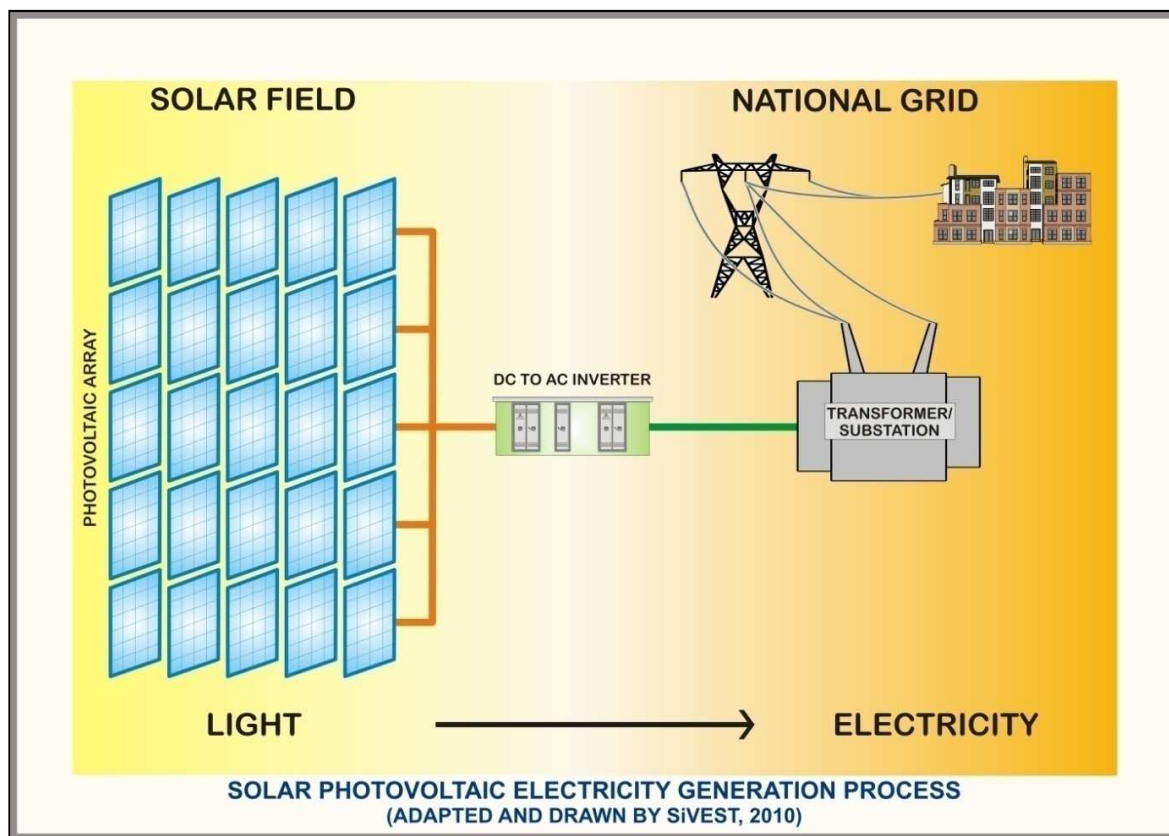 SOLAR FIELD
NATIONAL GRID
PHOTOVOLTAIC ARRAY
DC TO AC INVERTER
TRANSFORMER/
SUBSTATION
LIGHT
ELECTRICITY
SOLAR PHOTOVOLTAIC ELECTRICITY GENERATION PROCESS
(ADAPTED AND DRAWN BY SiVEST, 2010)